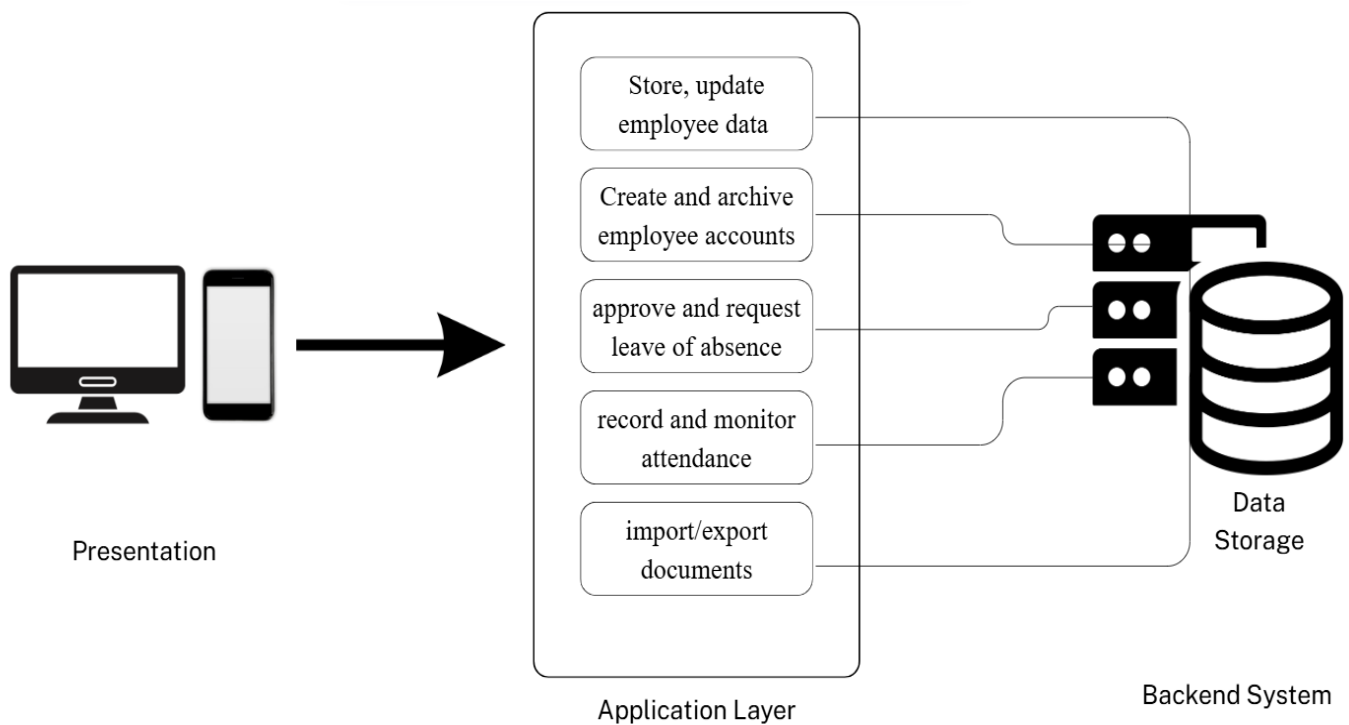 Store, update
employee data
Create and archive
employee accounts
approve and request
leave of absence
record and monitor
attendance
import/export
documents
Presentation
Application Layer
Data
Storage
Backend System